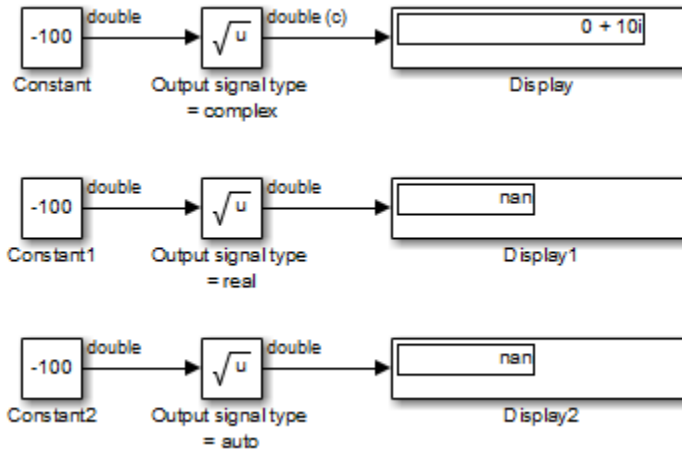 double
double (c)
-100
√u
0 + 10i
Constant
Output signal type
= complex
Display
double
double
-100
√u
nan
Constant1
Output signal type
= real
Display1
double
double
-100
√u
nan
Constant2
Output signal type
= auto
Display2